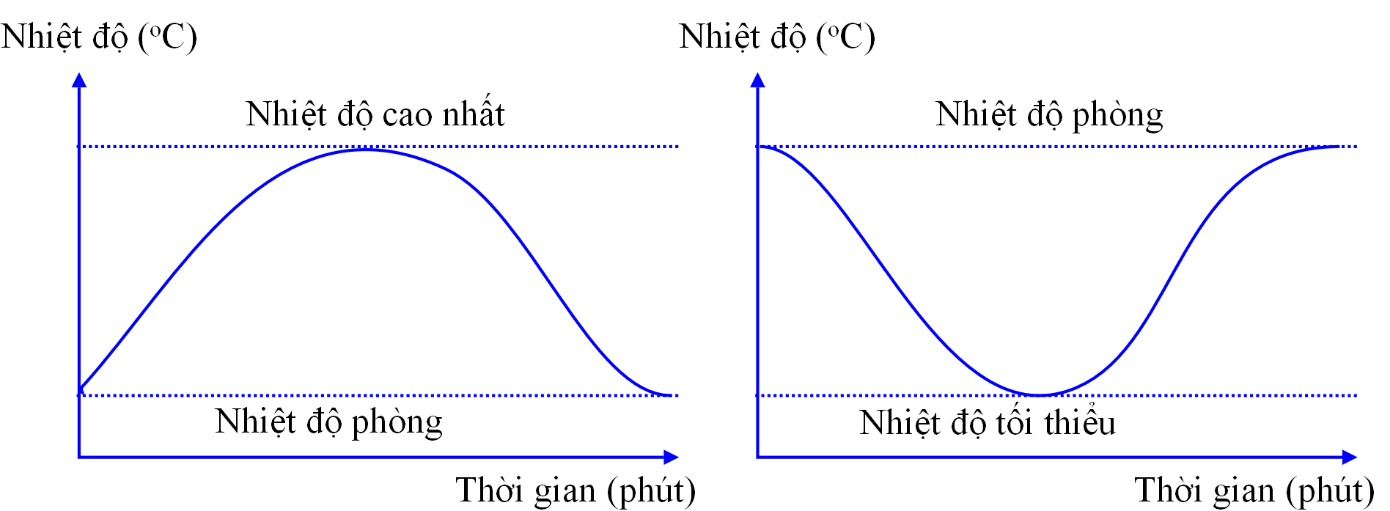 Nhiệt độ (ºC)
Nhiệt độ cao nhất
Nhiệt độ phòng
Thời gian (phút)
Nhiệt độ (ºC)
Nhiệt độ phòng
Nhiệt độ tối thiểu
Thời gian (phút)